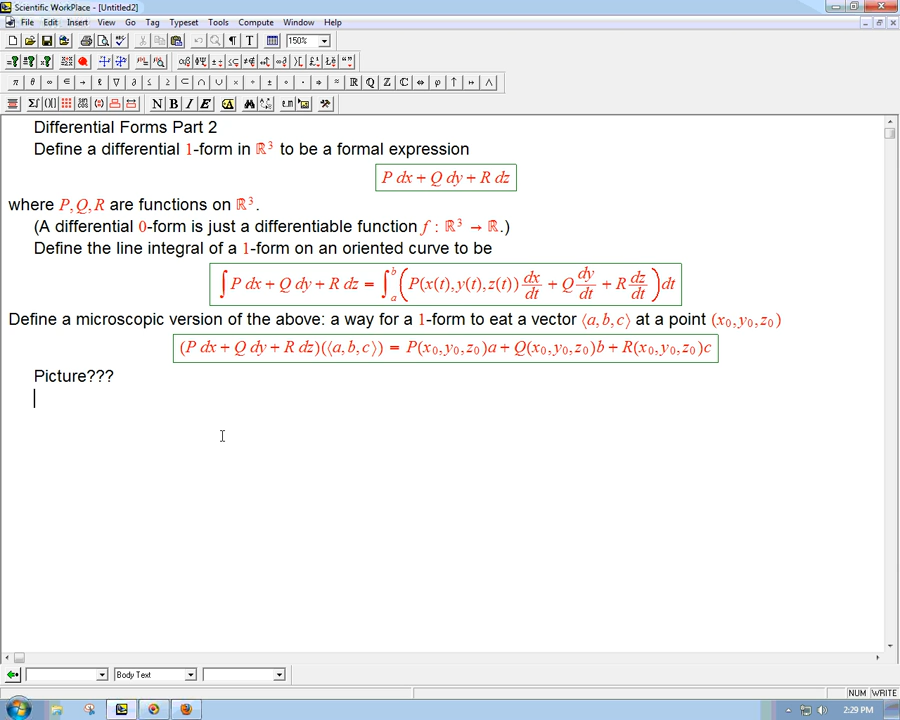 Scientific WorkPlace - [Untitled2]
File Edit Insert View Go Tag Typeset Tools Compute Window Help
150%
π θ ∞ ∈ → ℓ ∇ ∂ ≤ ≥ ⊂ ∩ ∪ × ∘ ± ∙ ⇒ ≈ ℝ ℚ ℤ ℂ ⇔ φ ↑ ↦ ∧
N B I E
Differential Forms Part 2
Define a differential 1-form in ℝ³ to be a formal expression
P dx + Q dy + R dz
where P, Q, R are functions on ℝ³.
(A differential 0-form is just a differentiable function f : ℝ³ → ℝ.)
Define the line integral of a 1-form on an oriented curve to be
∫ P dx + Q dy + R dz = ∫_a^b (P(x(t), y(t), z(t)) dx/dt + Q dy/dt + R dz/dt) dt
Define a microscopic version of the above: a way for a 1-form to eat a vector ⟨a, b, c⟩ at a point (x₀, y₀, z₀)
(P dx + Q dy + R dz)(⟨a, b, c⟩) = P(x₀, y₀, z₀)a + Q(x₀, y₀, z₀)b + R(x₀, y₀, z₀)c
Picture???
Body Text
NUM WRITE
2:29 PM